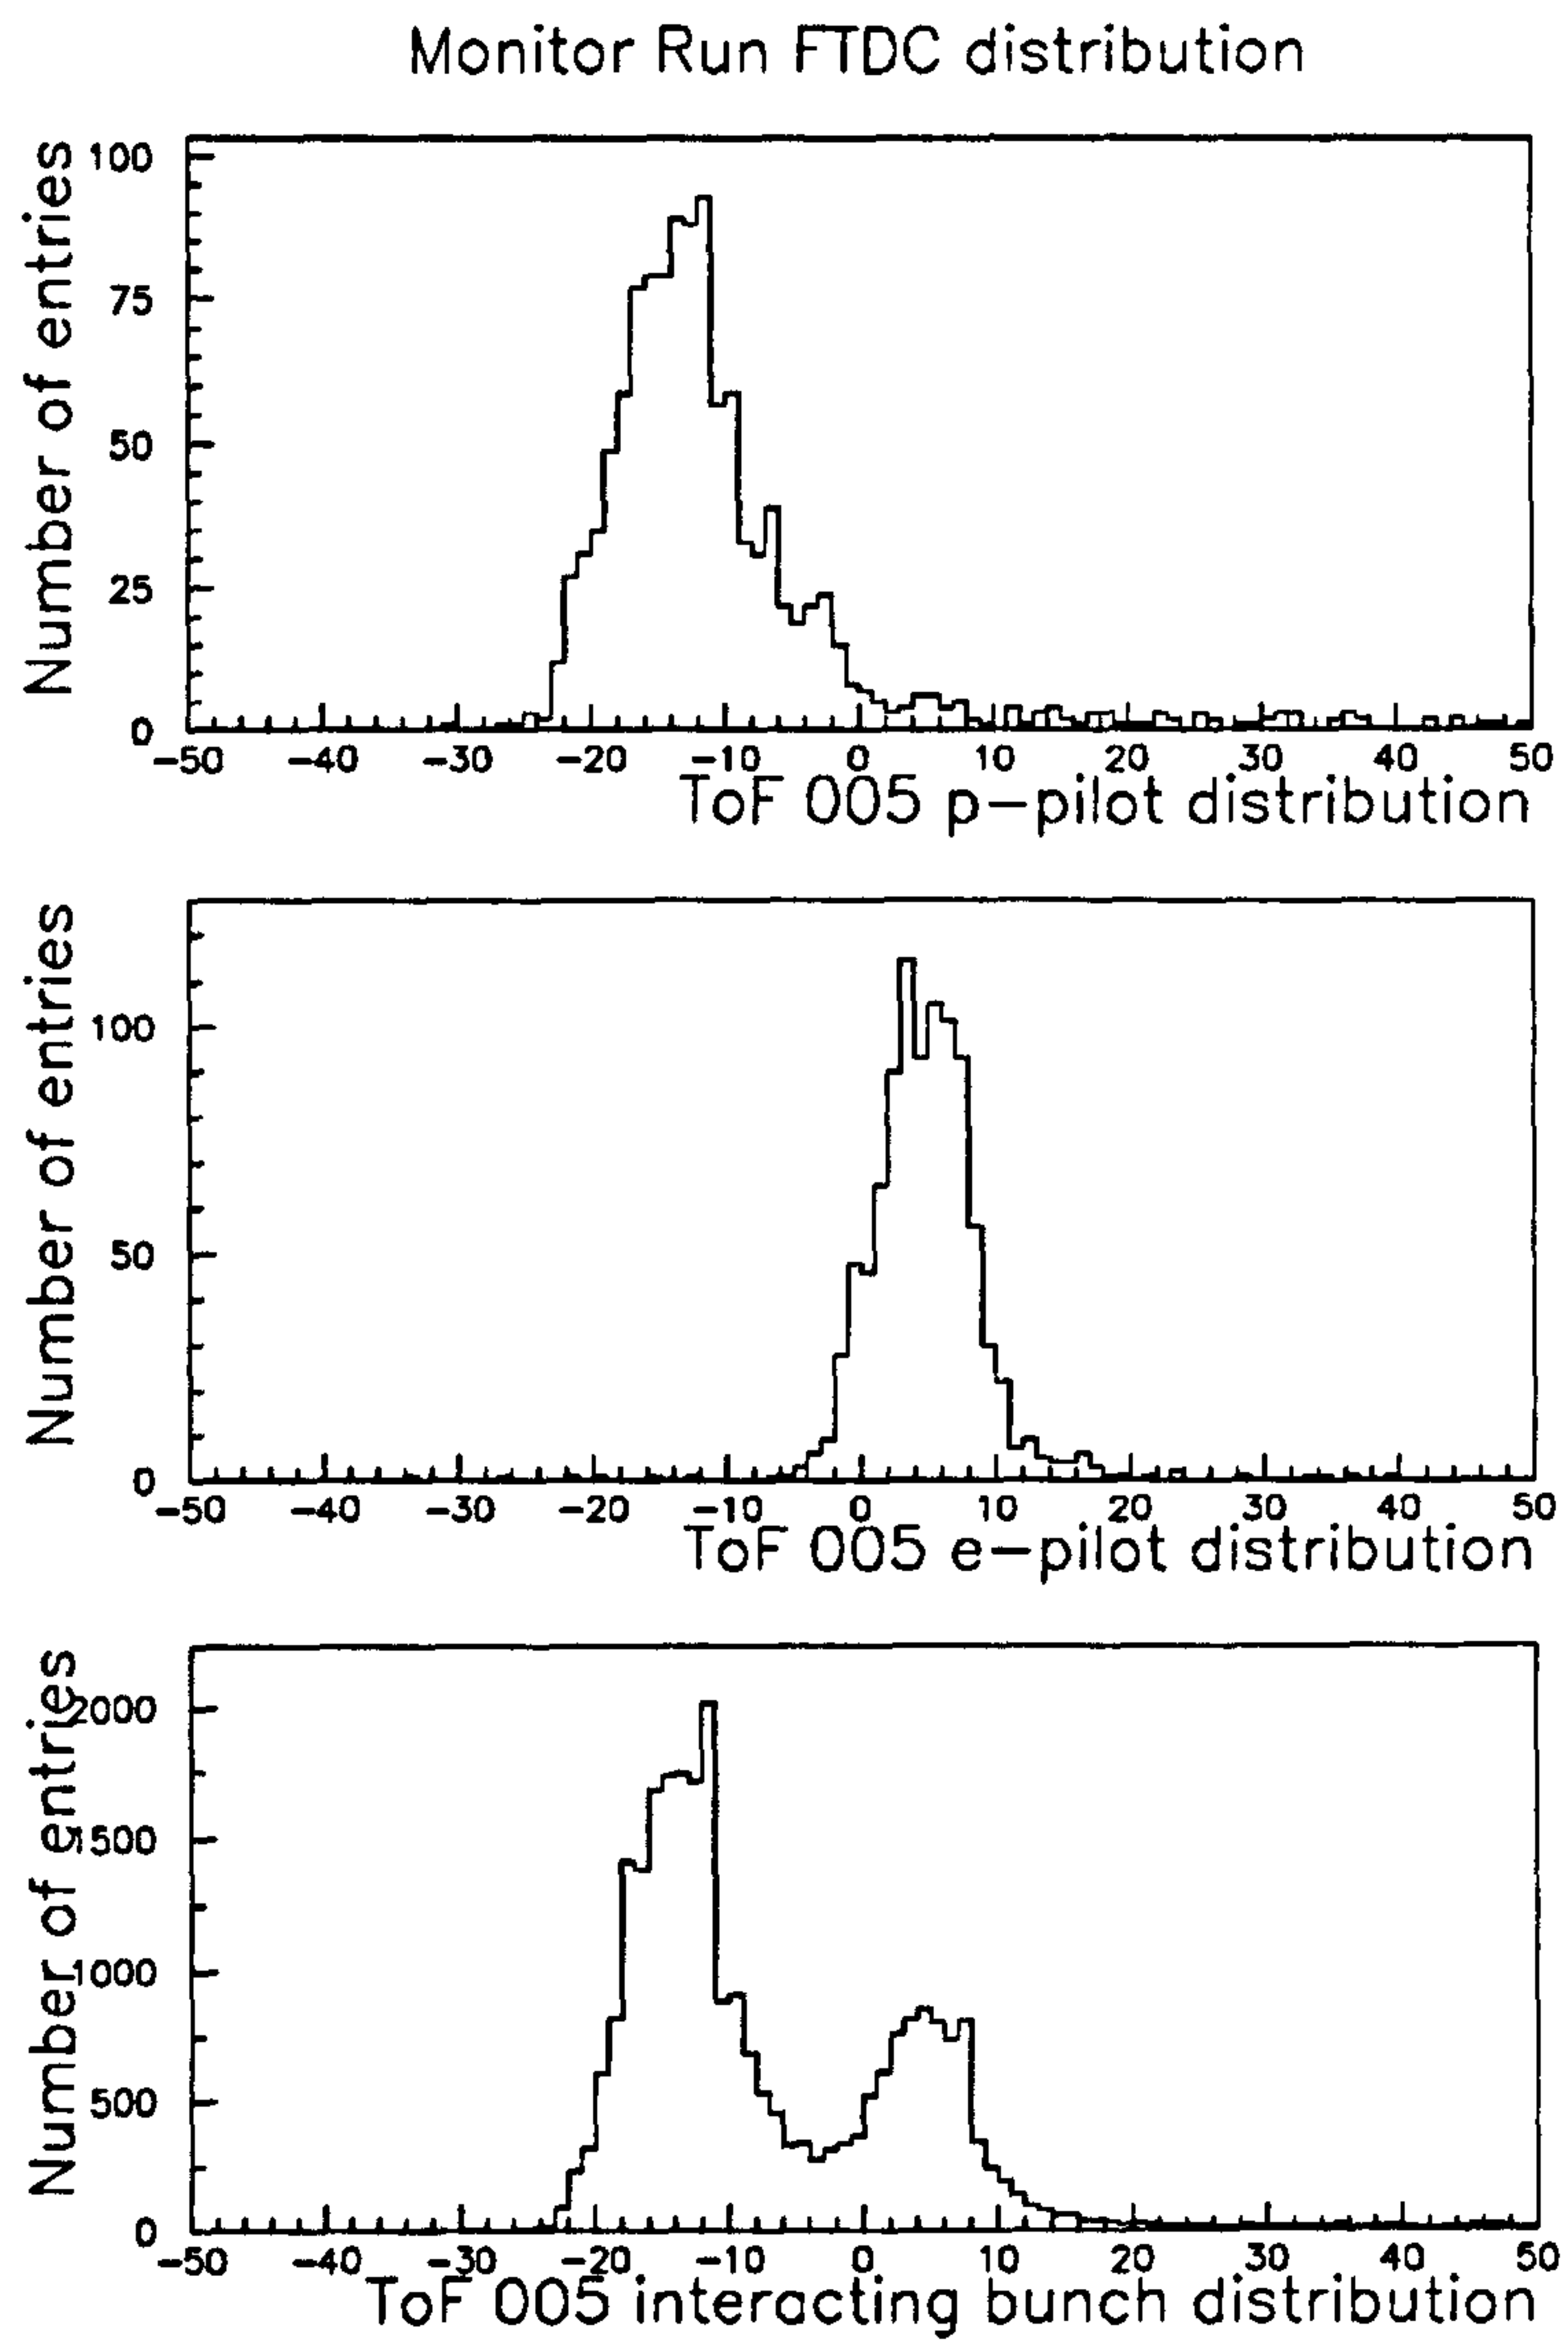 Monitor Run FTDC distribution
Number of entries
100
75
50
25
0
-50 -40 -30 -20 -10 0 10 20 30 40 50
ToF 005 p-pilot distribution
Number of entries
100
50
0
-50 -40 -30 -20 -10 0 10 20 30 40 50
ToF 005 e-pilot distribution
Number of entries
2000
1500
1000
500
0
-50 -40 -30 -20 -10 0 10 20 30 40 50
ToF 005 interacting bunch distribution